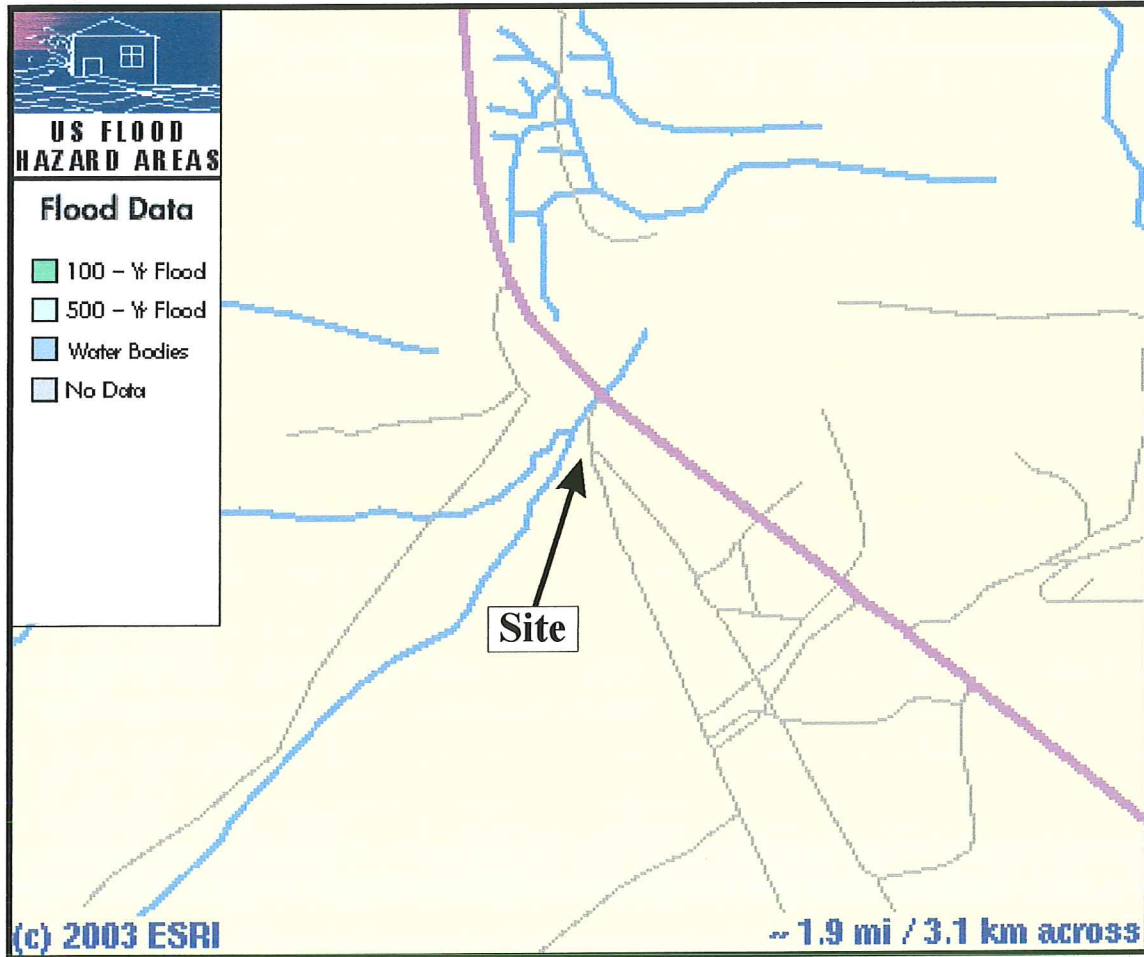 US FLOOD
HAZARD AREAS
Flood Data
100 - Yr Flood
500 - Yr Flood
Water Bodies
No Data
Site
(c) 2003 ESRI
~ 1.9 mi / 3.1 km across